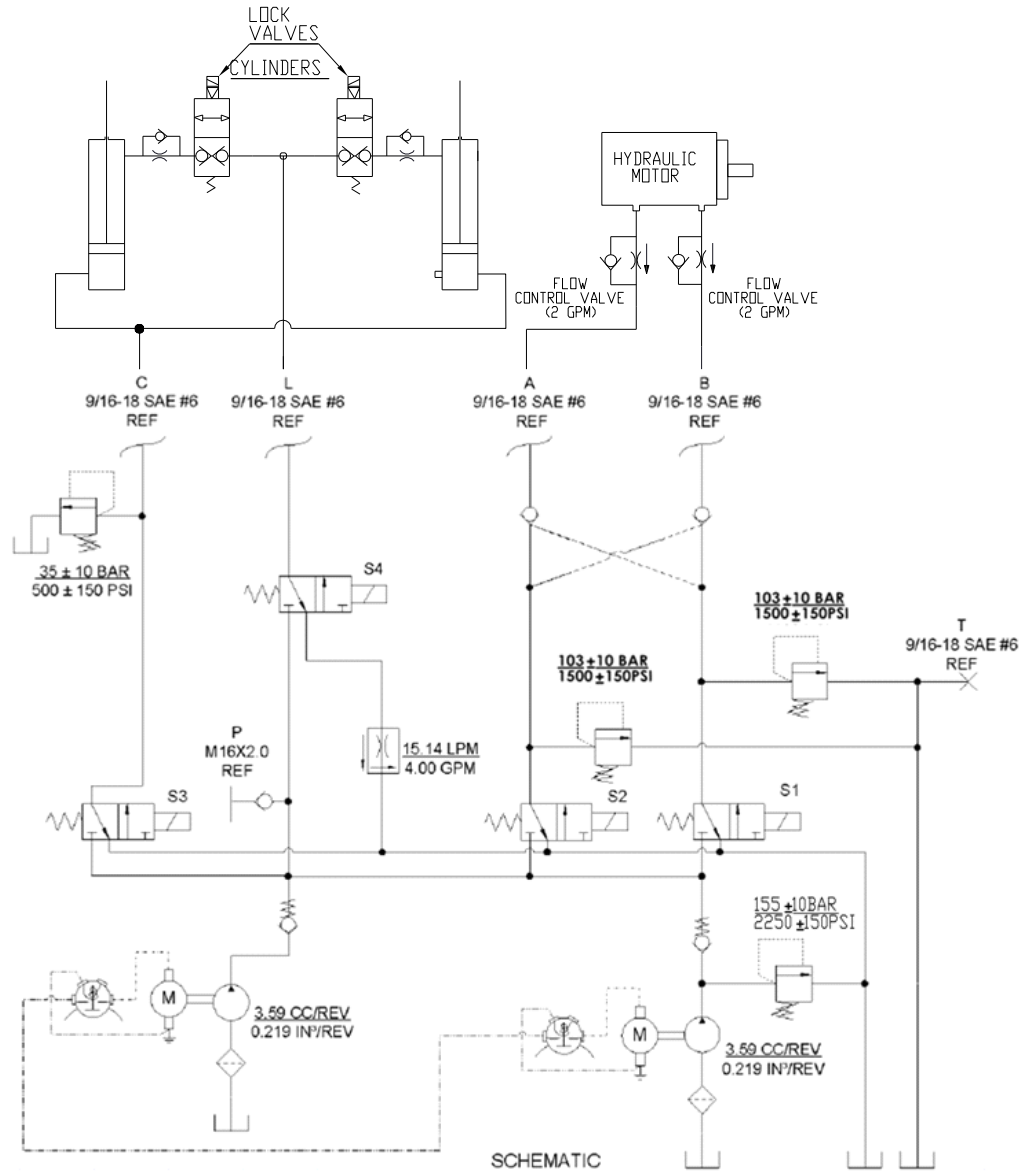 LOCK
VALVES
CYLINDERS
HYDRAULIC
MOTOR
FLOW
CONTROL VALVE
(2 GPM)
FLOW
CONTROL VALVE
(2 GPM)
C
9/16-18 SAE #6
REF
L
9/16-18 SAE #6
REF
A
9/16-18 SAE #6
REF
B
9/16-18 SAE #6
REF
35 ± 10 BAR
500 ± 150 PSI
S4
103±10 BAR
1500±150PSI
T
9/16-18 SAE #6
REF
103±10 BAR
1500±150PSI
P
M16X2.0
REF
15.14 LPM
4.00 GPM
S3
S2
S1
155 ±10BAR
2250 ±150PSI
M
3.59 CC/REV
0.219 IN³/REV
M
3.59 CC/REV
0.219 IN³/REV
SCHEMATIC